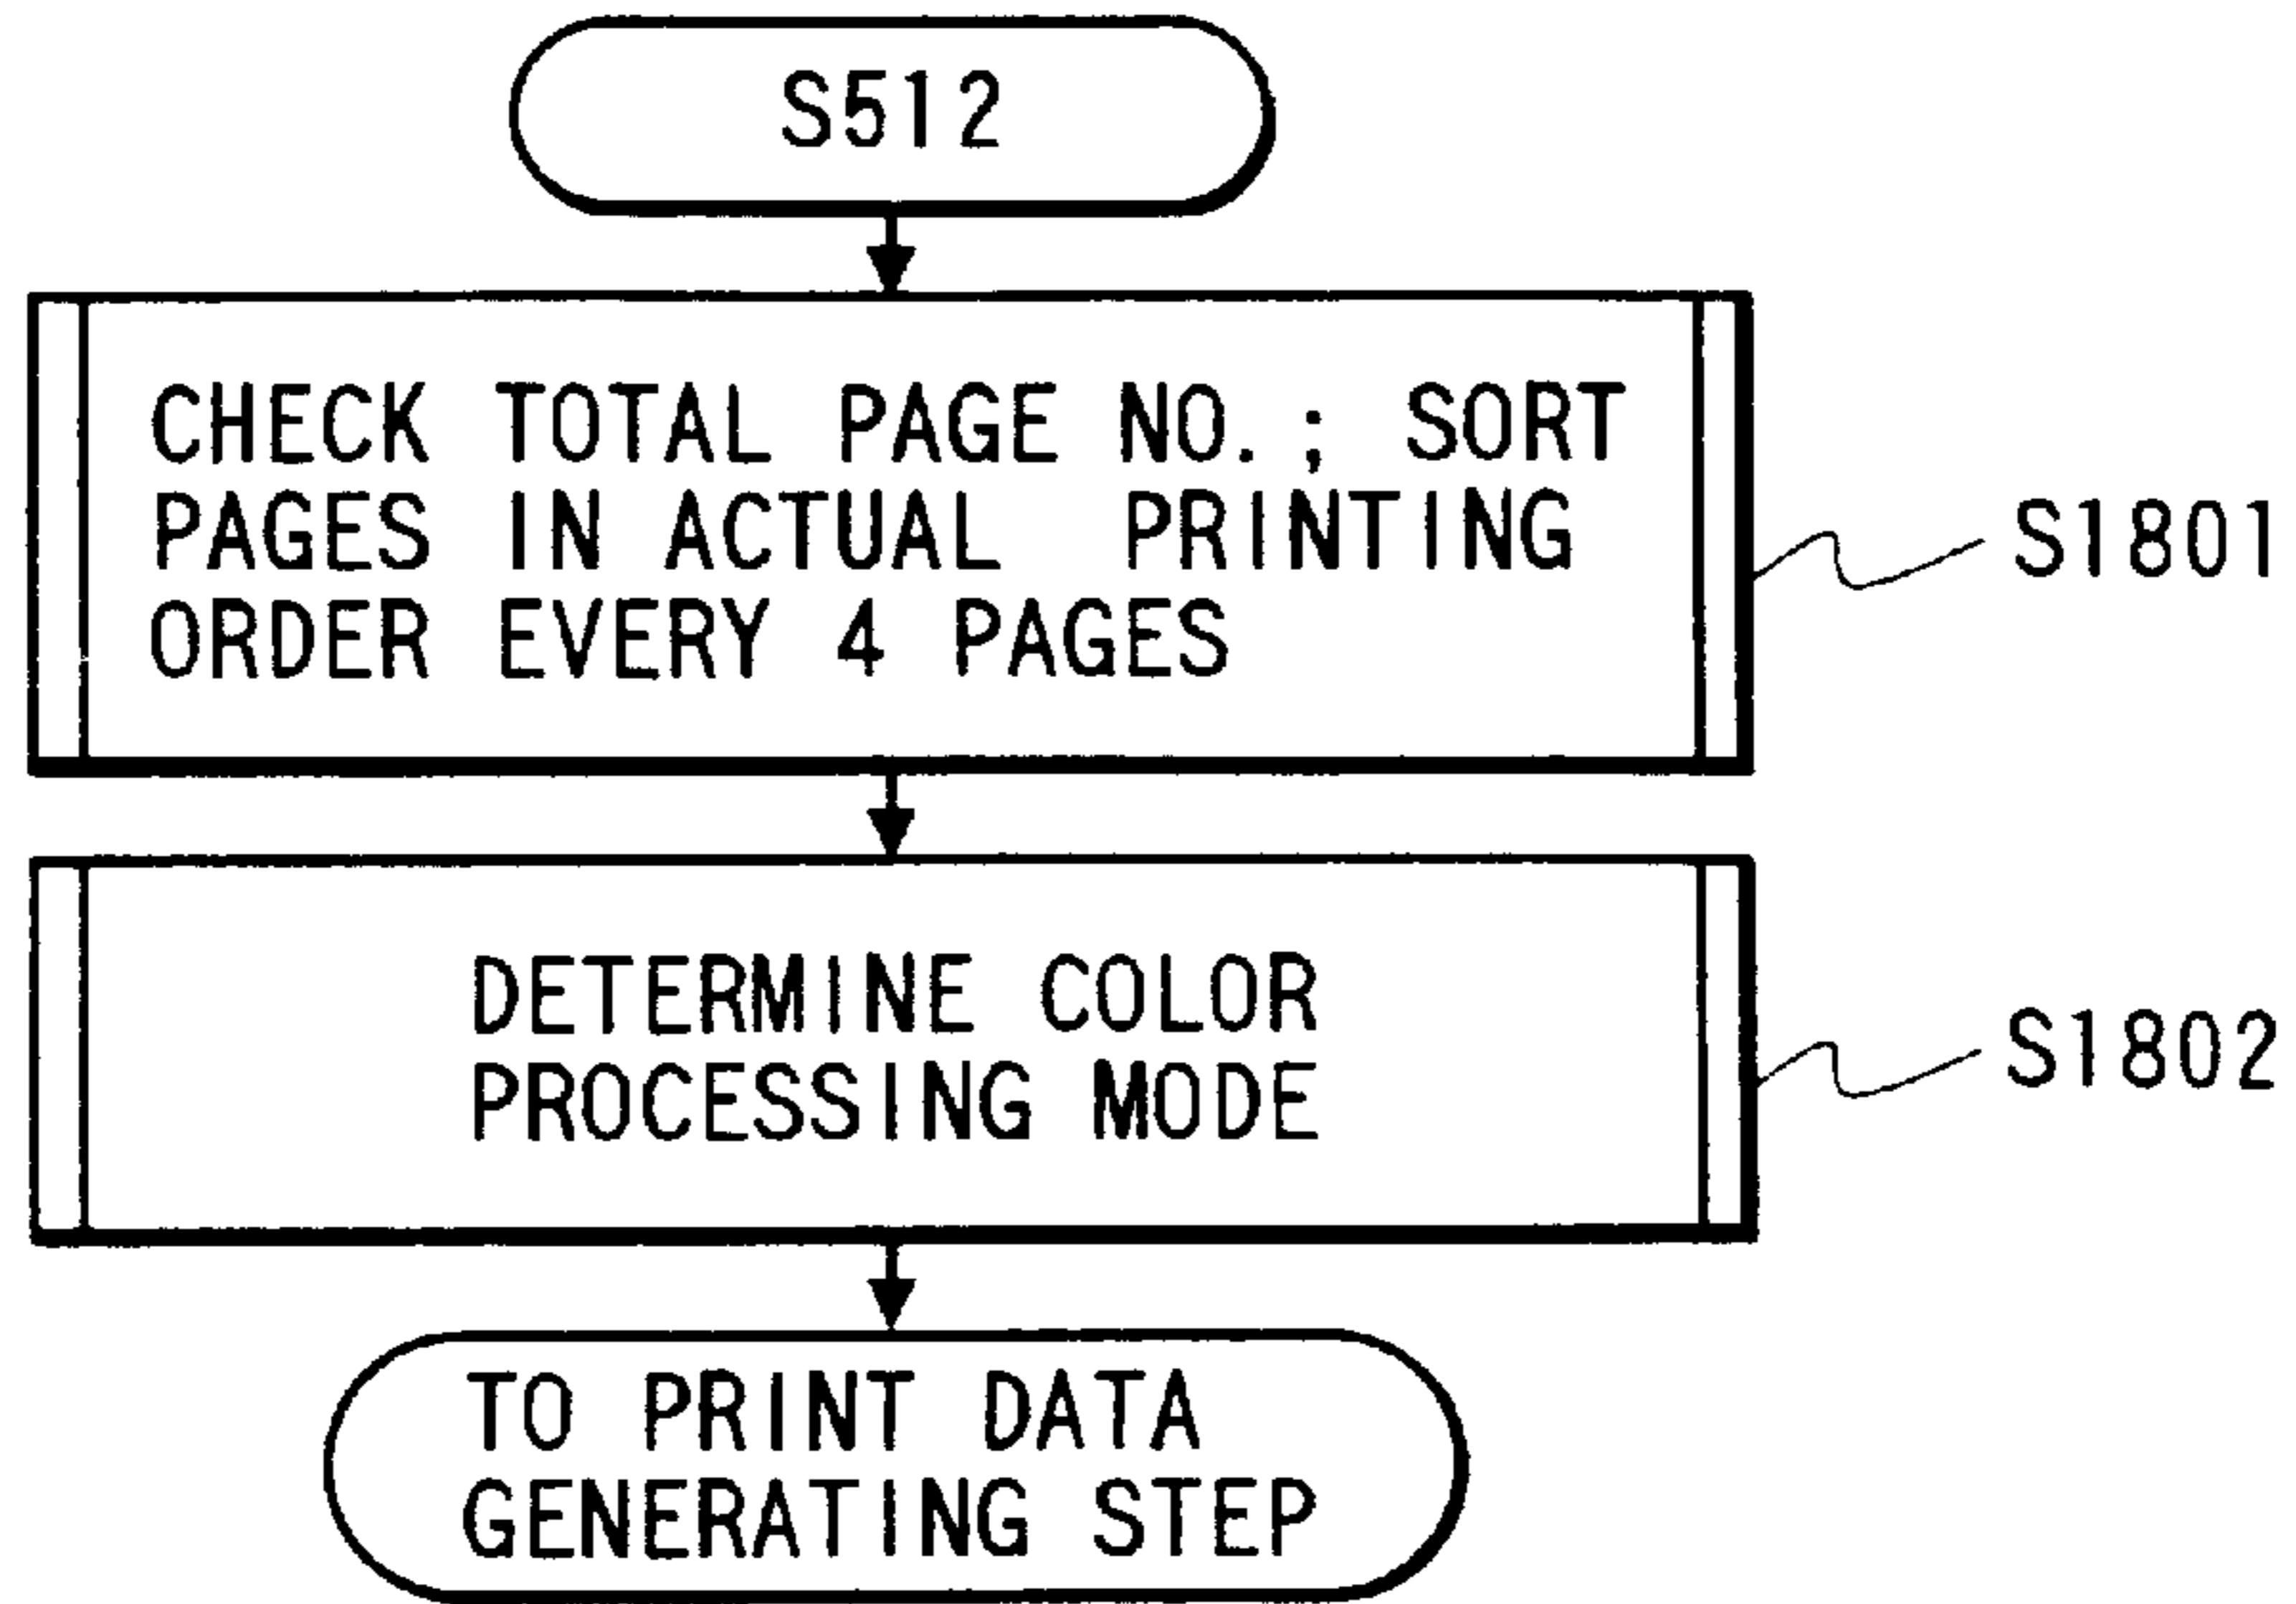 S512
CHECK TOTAL PAGE NO.; SORT
PAGES IN ACTUAL PRINTING
ORDER EVERY 4 PAGES
S1801
DETERMINE COLOR
PROCESSING MODE
S1802
TO PRINT DATA
GENERATING STEP